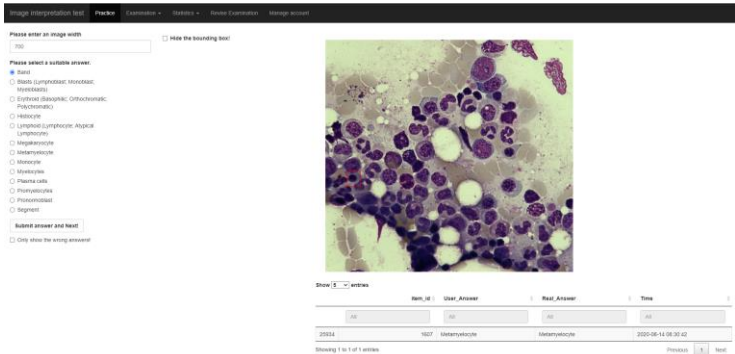 Image interpretation test Practice Examination Statistics Review Examination Manage account
Please enter an image width
700
Hide the bounding box!
Please select a suitable answer.
Band
Blasts (Lymphoblast; Monoblast;
Myeloblasts)
Erythroid (Basophilic; Orthochromatic;
Polychromatic)
Histiocyte
Lymphoid (Lymphocyte; Atypical
Lymphocyte)
Megakaryocyte
Metamyelocyte
Monocyte
Myelocytes
Plasma cells
Promyelocytes
Pronormoblast
Segment
Submit answer and Next!
Only show the wrong answers!
Show 5 entries
item_id User_Answer Real_Answer Time
All All All All
25934 1607 Metamyelocyte Metamyelocyte 2020-08-14 06:30:42
Showing 1 to 1 of 1 entries
Previous 1 Next